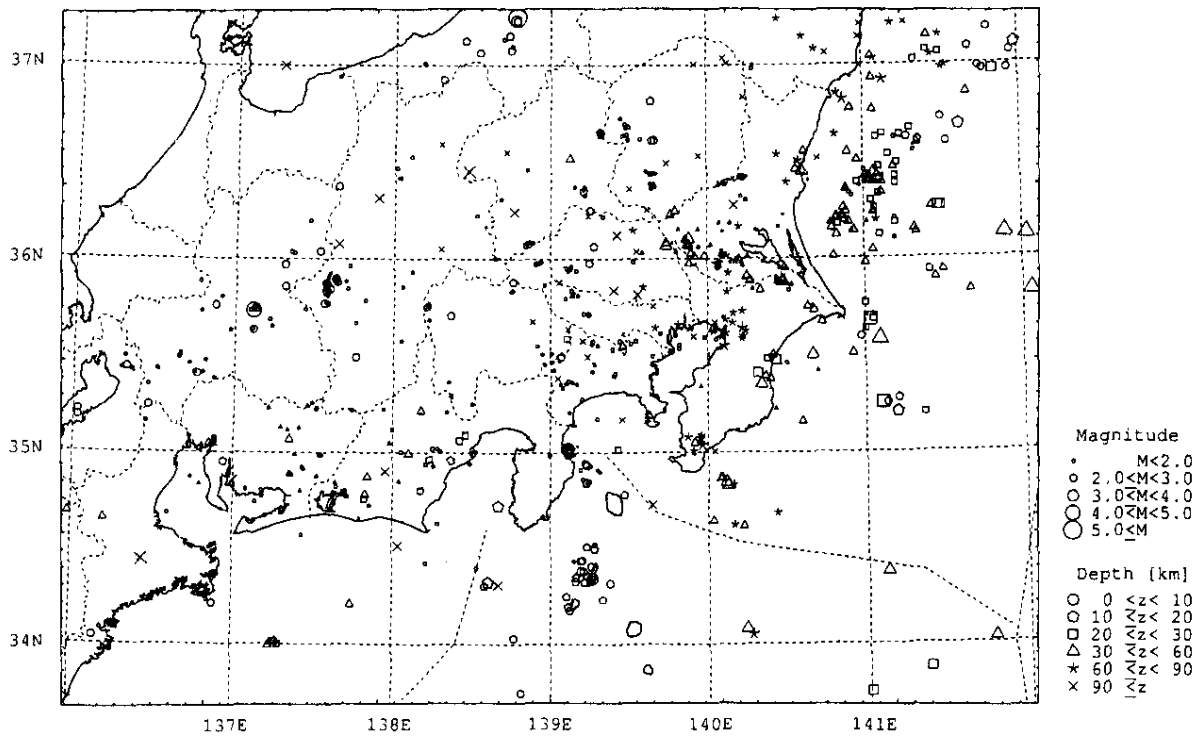 37N
36N
35N
34N
137E 138E 139E 140E 141E
Magnitude
M<2.0
2.0≤M<3.0
3.0≤M<4.0
4.0≤M<5.0
5.0≤M
Depth [km]
0 ≤z< 10
10 ≤z< 20
20 ≤z< 30
30 ≤z< 60
60 ≤z< 90
90 ≤z